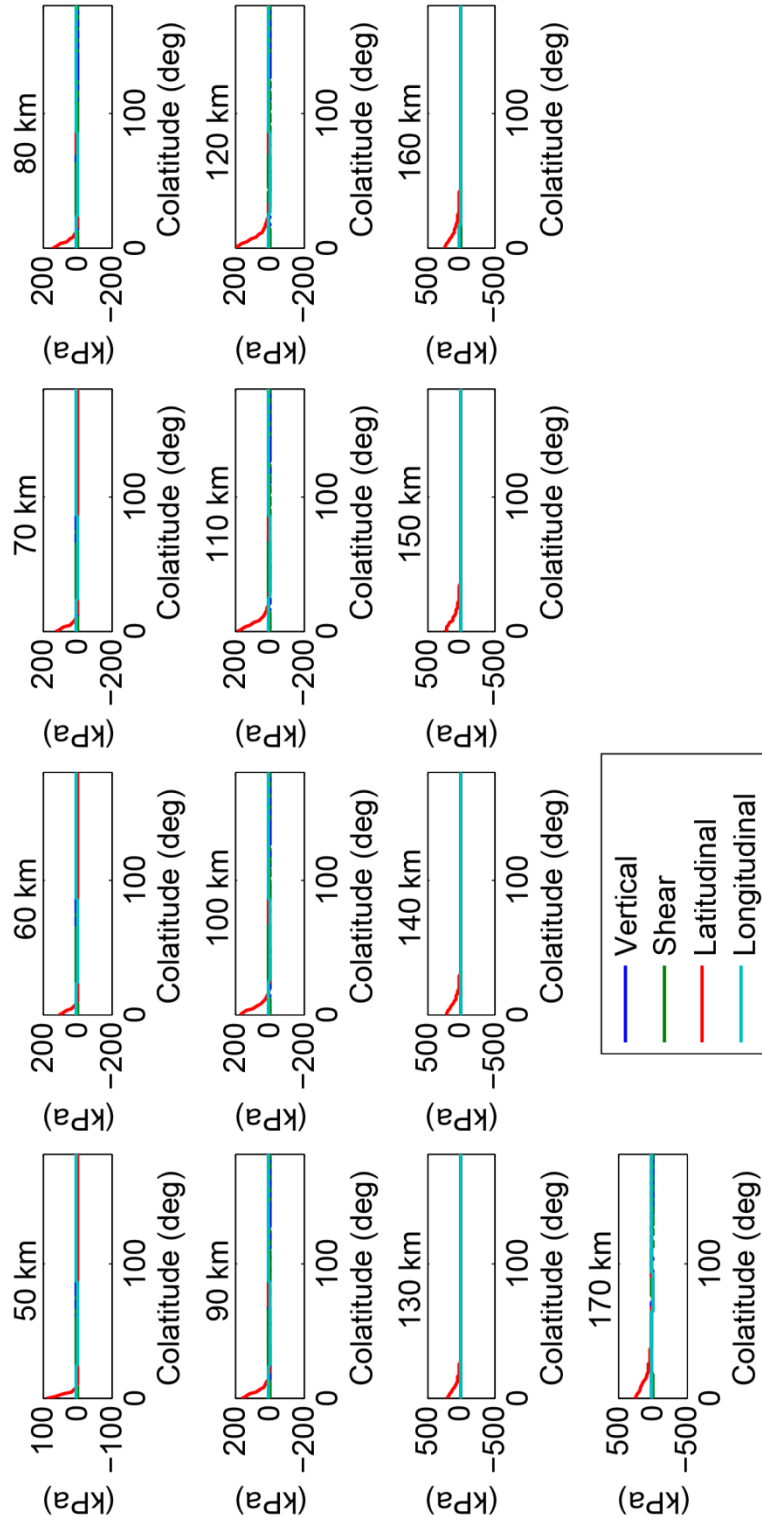 50 km
(kPa)
100
0
−100
0
100
Colatitude (deg)
60 km
(kPa)
200
0
−200
0
100
Colatitude (deg)
70 km
(kPa)
200
0
−200
0
100
Colatitude (deg)
80 km
(kPa)
200
0
−200
0
100
Colatitude (deg)
90 km
(kPa)
200
0
−200
0
100
Colatitude (deg)
100 km
(kPa)
200
0
−200
0
100
Colatitude (deg)
110 km
(kPa)
200
0
−200
0
100
Colatitude (deg)
120 km
(kPa)
200
0
−200
0
100
Colatitude (deg)
130 km
(kPa)
500
0
−500
0
100
Colatitude (deg)
140 km
(kPa)
500
0
−500
0
100
Colatitude (deg)
150 km
(kPa)
500
0
−500
0
100
Colatitude (deg)
160 km
(kPa)
500
0
−500
0
100
Colatitude (deg)
170 km
(kPa)
500
0
−500
0
100
Colatitude (deg)
Vertical
Shear
Latitudinal
Longitudinal